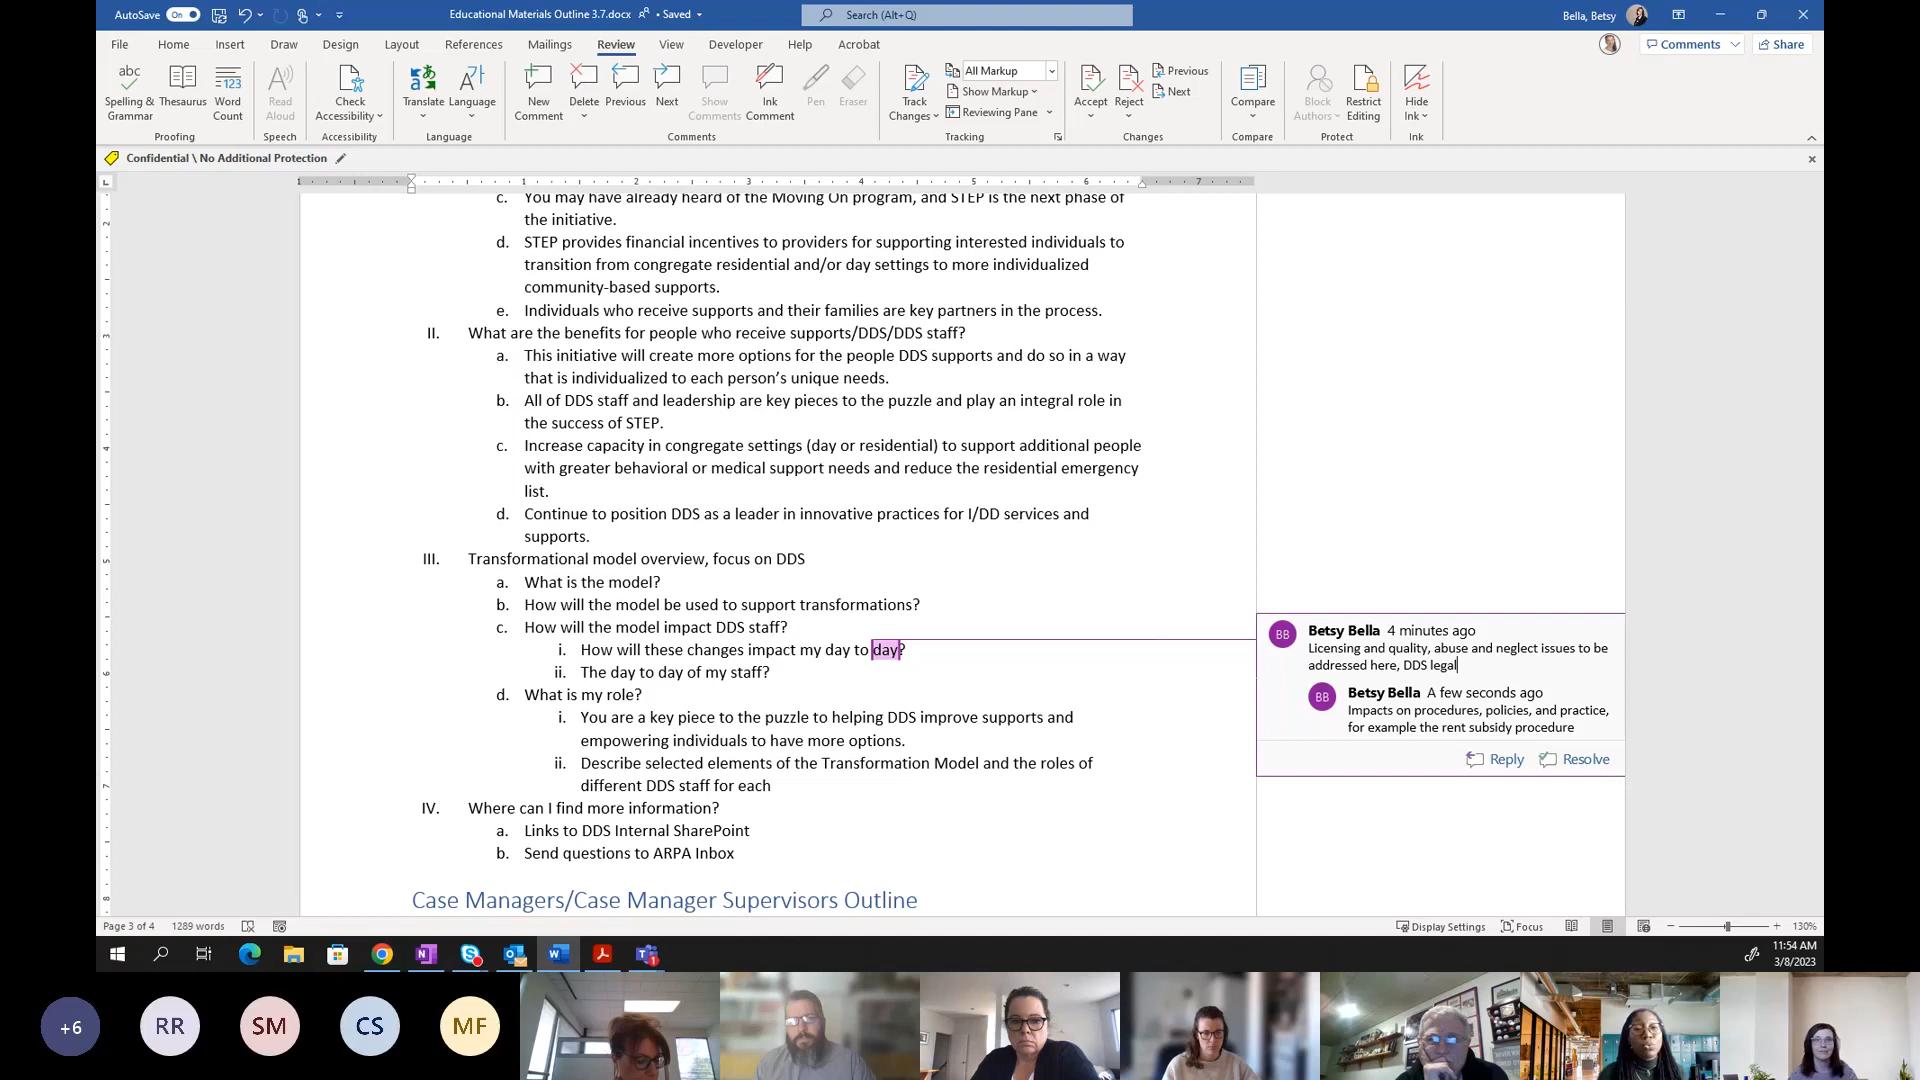 AutoSave On Educational Materials Outline 3.7.docx • Saved Search (Alt+Q) Bella, Betsy
File Home Insert Draw Design Layout References Mailings Review View Developer Help Acrobat Comments Share
abc
Spelling & Grammar Thesaurus Word Count Read Aloud Check Accessibility Translate Language New Comment Delete Previous Next Show Comments Ink Comment Pen Eraser Track Changes All Markup Show Markup Reviewing Pane Accept Reject Previous Next Compare Block Authors Restrict Editing Hide Ink
Proofing Speech Accessibility Language Comments Tracking Changes Compare Protect Ink
Confidential \ No Additional Protection
1 1 2 3 4 5 6 7
c. You may have already heard of the Moving On program, and STEP is the next phase of
the initiative.
d. STEP provides financial incentives to providers for supporting interested individuals to
transition from congregate residential and/or day settings to more individualized
community-based supports.
e. Individuals who receive supports and their families are key partners in the process.
II. What are the benefits for people who receive supports/DDS/DDS staff?
a. This initiative will create more options for the people DDS supports and do so in a way
that is individualized to each person's unique needs.
b. All of DDS staff and leadership are key pieces to the puzzle and play an integral role in
the success of STEP.
c. Increase capacity in congregate settings (day or residential) to support additional people
with greater behavioral or medical support needs and reduce the residential emergency
list.
d. Continue to position DDS as a leader in innovative practices for I/DD services and
supports.
III. Transformational model overview, focus on DDS
a. What is the model?
b. How will the model be used to support transformations?
c. How will the model impact DDS staff?
i. How will these changes impact my day to day?
ii. The day to day of my staff?
d. What is my role?
i. You are a key piece to the puzzle to helping DDS improve supports and
empowering individuals to have more options.
ii. Describe selected elements of the Transformation Model and the roles of
different DDS staff for each
IV. Where can I find more information?
a. Links to DDS Internal SharePoint
b. Send questions to ARPA Inbox
Case Managers/Case Manager Supervisors Outline
BB Betsy Bella 4 minutes ago
Licensing and quality, abuse and neglect issues to be
addressed here, DDS legal
BB Betsy Bella A few seconds ago
Impacts on procedures, policies, and practice,
for example the rent subsidy procedure
Reply Resolve
Page 3 of 4 1289 words Display Settings Focus 130%
11:54 AM
3/8/2023
+6 RR SM CS MF